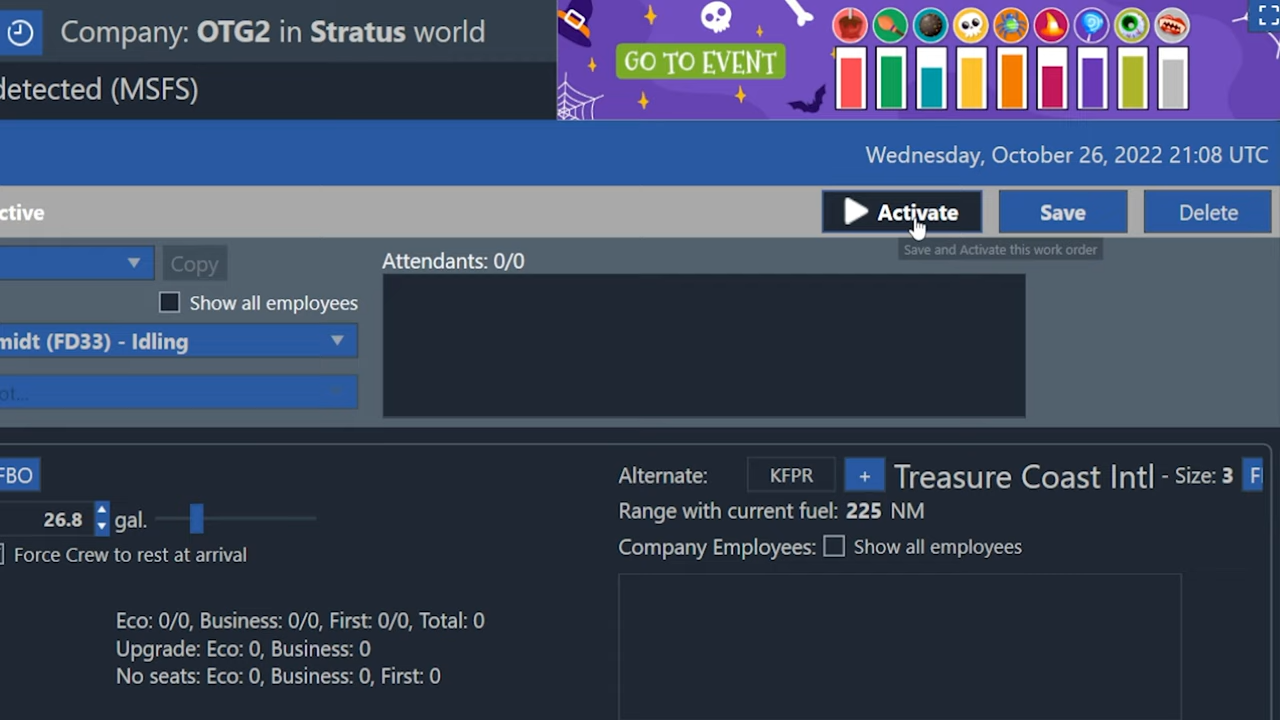 Company: OTG2 in Stratus world
GO TO EVENT
detected (MSFS)
Wednesday, October 26, 2022 21:08 UTC
ctive
Activate
Save
Delete
Save and Activate this work order
Copy
Attendants: 0/0
Show all employees
midt (FD33) - Idling
ot...
FBO
Alternate:
KFPR
+
Treasure Coast Intl - Size: 3
F
26.8 gal.
Range with current fuel: 225 NM
Force Crew to rest at arrival
Company Employees:
Show all employees
Eco: 0/0, Business: 0/0, First: 0/0, Total: 0
Upgrade: Eco: 0, Business: 0
No seats: Eco: 0, Business: 0, First: 0